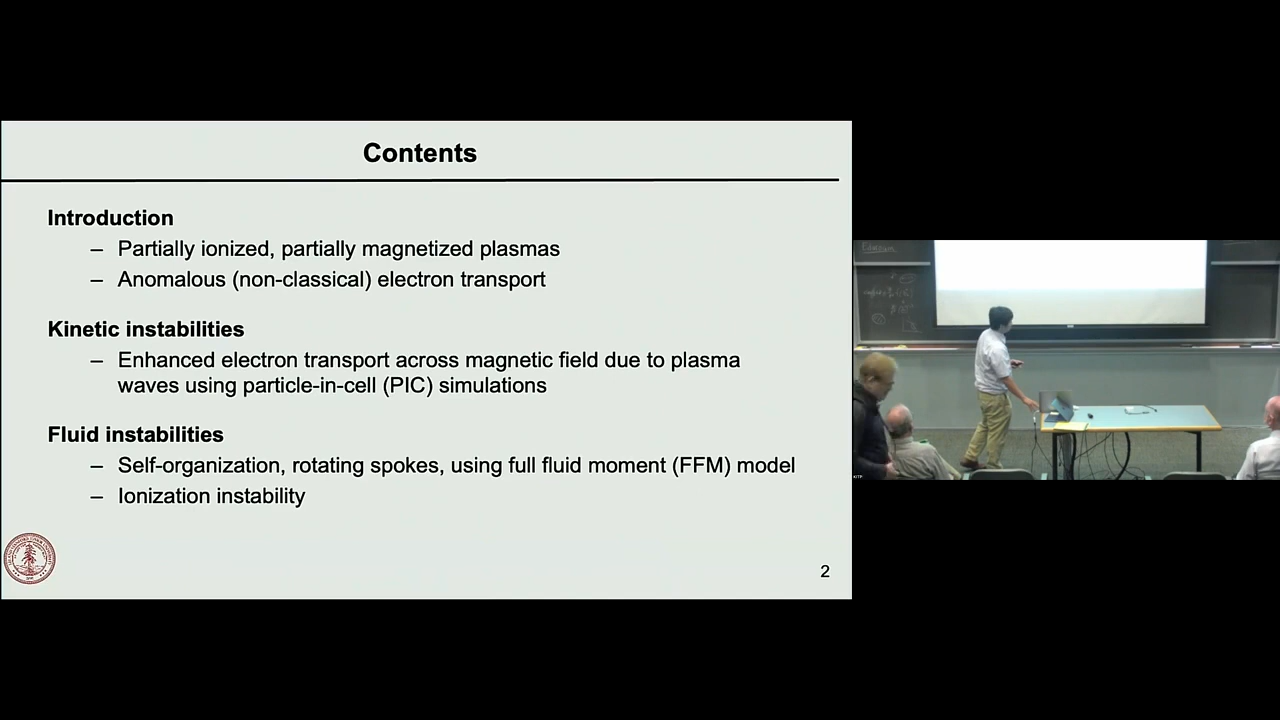 Contents
Introduction
– Partially ionized, partially magnetized plasmas
– Anomalous (non-classical) electron transport
Kinetic instabilities
– Enhanced electron transport across magnetic field due to plasma
waves using particle-in-cell (PIC) simulations
Fluid instabilities
– Self-organization, rotating spokes, using full fluid moment (FFM) model
– Ionization instability
2
KITP